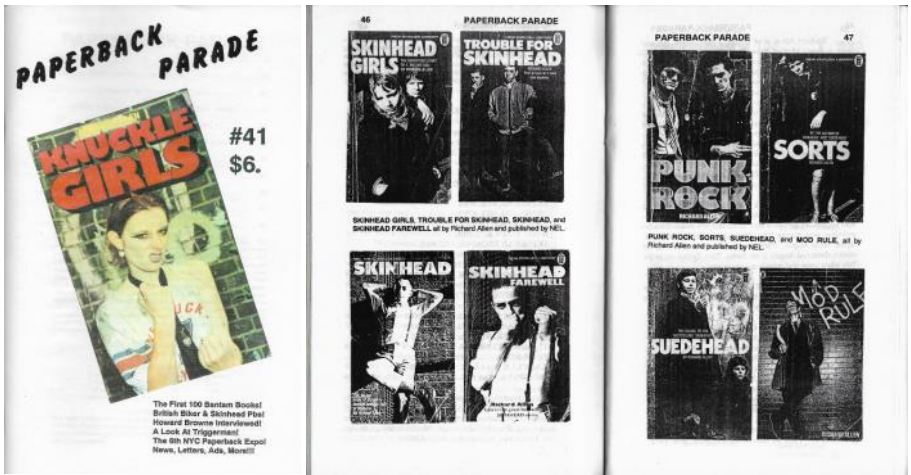 PAPERBACK
PARADE
KNUCKLE
GIRLS
#41
$6.
The First 100 Bantam Books!
British Biker & Skinhead Pbs!
Howard Browne Interviewed!
A Look At Triggerman!
The 6th NYC Paperback Expo!
News, Letters, Ads, More!!!
46
PAPERBACK PARADE
SKINHEAD
GIRLS
TROUBLE FOR
SKINHEAD
RICHARD ALLEN
SKINHEAD GIRLS, TROUBLE FOR SKINHEAD, SKINHEAD, and
SKINHEAD FAREWELL all by Richard Allen and published by NEL.
SKINHEAD
SKINHEAD
FAREWELL
Richard Allen
PAPERBACK PARADE
47
PUNK
ROCK
RICHARD ALLEN
SORTS
PUNK ROCK, SORTS, SUEDEHEAD, and MOD RULE, all by
Richard Allen and published by NEL.
SUEDEHEAD
MOD
RULE
RICHARD ALLEN